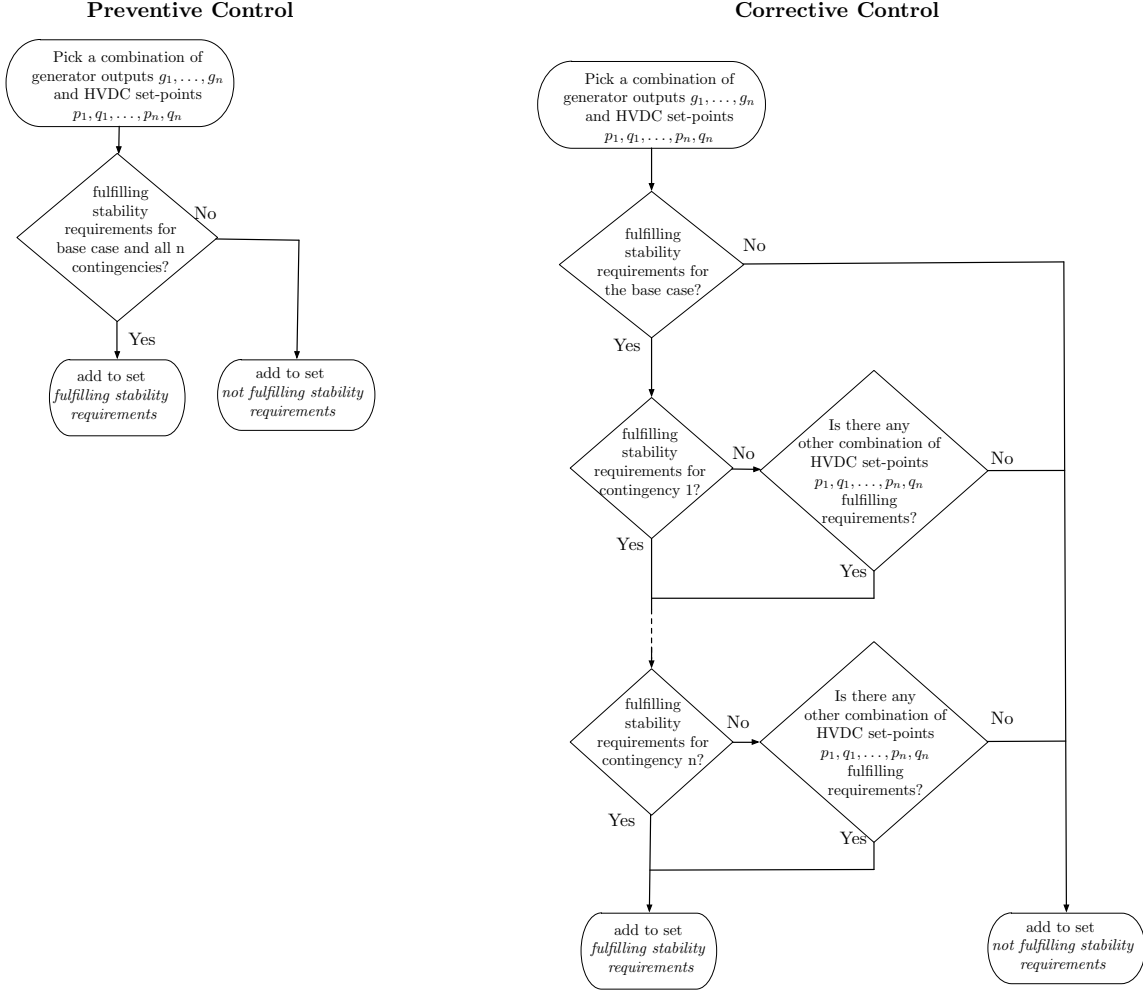 Preventive Control
Pick a combination of
generator outputs g₁, . . . , gₙ
and HVDC set-points
p₁, q₁, . . . , pₙ, qₙ
fulfilling
stability
requirements for
base case and all n
contingencies?
No
Yes
add to set
fulfilling stability
requirements
add to set
not fulfilling stability
requirements
Corrective Control
Pick a combination of
generator outputs g₁, . . . , gₙ
and HVDC set-points
p₁, q₁, . . . , pₙ, qₙ
fulfilling
stability
requirements for
the base case?
No
Yes
fulfilling
stability
requirements for
contingency 1?
No
Yes
Is there any
other combination of
HVDC set-points
p₁, q₁, . . . , pₙ, qₙ
fulfilling
requirements?
No
Yes
fulfilling
stability
requirements for
contingency n?
No
Yes
Is there any
other combination of
HVDC set-points
p₁, q₁, . . . , pₙ, qₙ
fulfilling
requirements?
No
Yes
add to set
fulfilling stability
requirements
add to set
not fulfilling stability
requirements